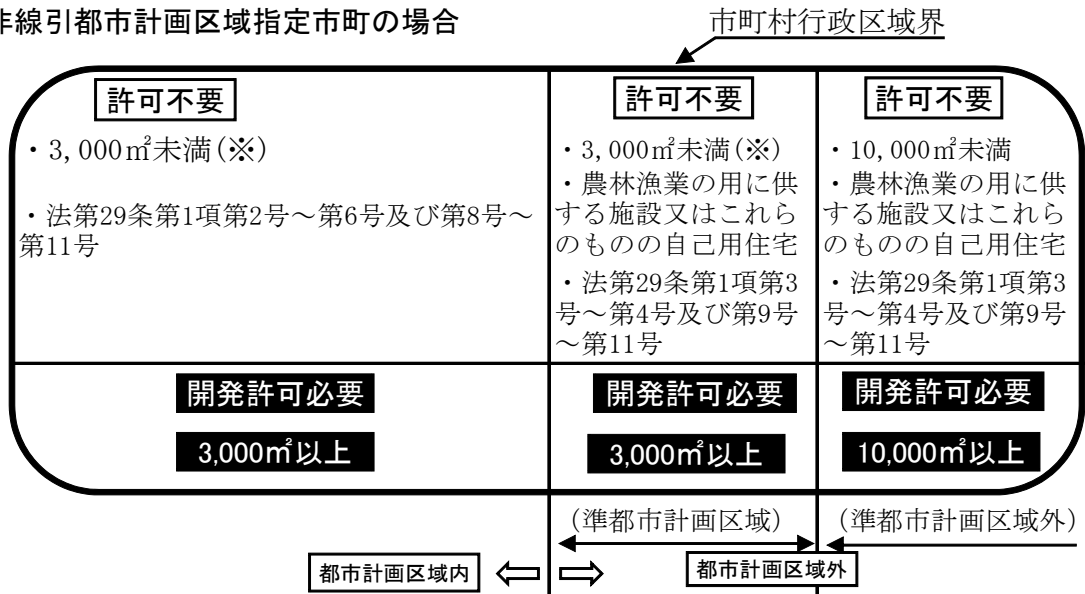 非線引都市計画区域指定市町の場合
市町村行政区域界
許可不要
・3,000㎡未満(※)
・法第29条第1項第2号～第6号及び第8号～
第11号
許可不要
・3,000㎡未満(※)
・農林漁業の用に供
する施設又はこれら
のものの自己用住宅
・法第29条第1項第3
号～第4号及び第9号
～第11号
許可不要
・10,000㎡未満
・農林漁業の用に供
する施設又はこれら
のものの自己用住宅
・法第29条第1項第3
号～第4号及び第9号
～第11号
開発許可必要
3,000㎡以上
開発許可必要
3,000㎡以上
開発許可必要
10,000㎡以上
(準都市計画区域)
(準都市計画区域外)
都市計画区域内
都市計画区域外